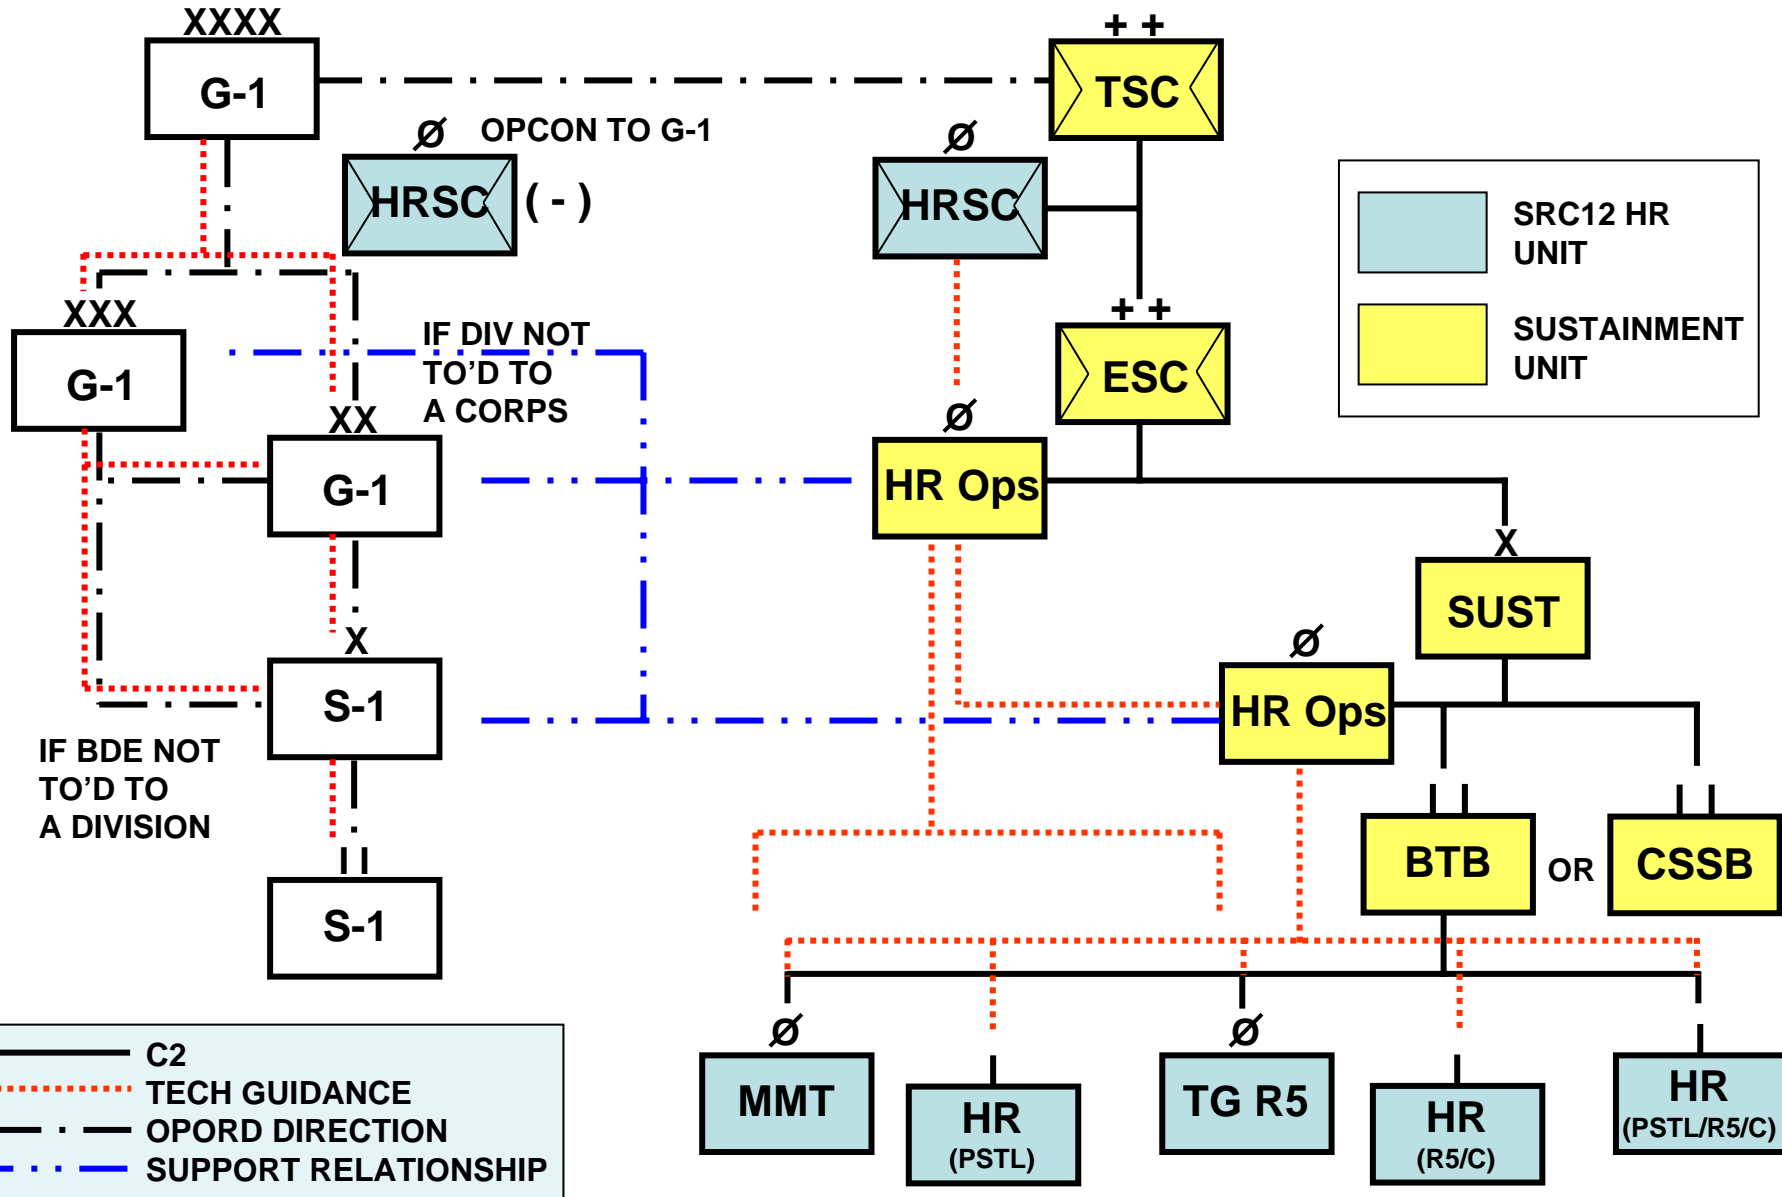 XXXX
G-1
+ +
TSC
Ø OPCON TO G-1
HRSC ( - )
Ø
HRSC
SRC12 HR
UNIT
SUSTAINMENT
UNIT
XXX
G-1
IF DIV NOT
TO’D TO
A CORPS
+ +
ESC
XX
G-1
Ø
HR Ops
X
SUST
X
S-1
Ø
HR Ops
IF BDE NOT
TO’D TO
A DIVISION
II
S-1
BTB
OR
CSSB
C2
TECH GUIDANCE
OPORD DIRECTION
SUPPORT RELATIONSHIP
Ø
MMT
HR
(PSTL)
Ø
TG R5
HR
(R5/C)
HR
(PSTL/R5/C)